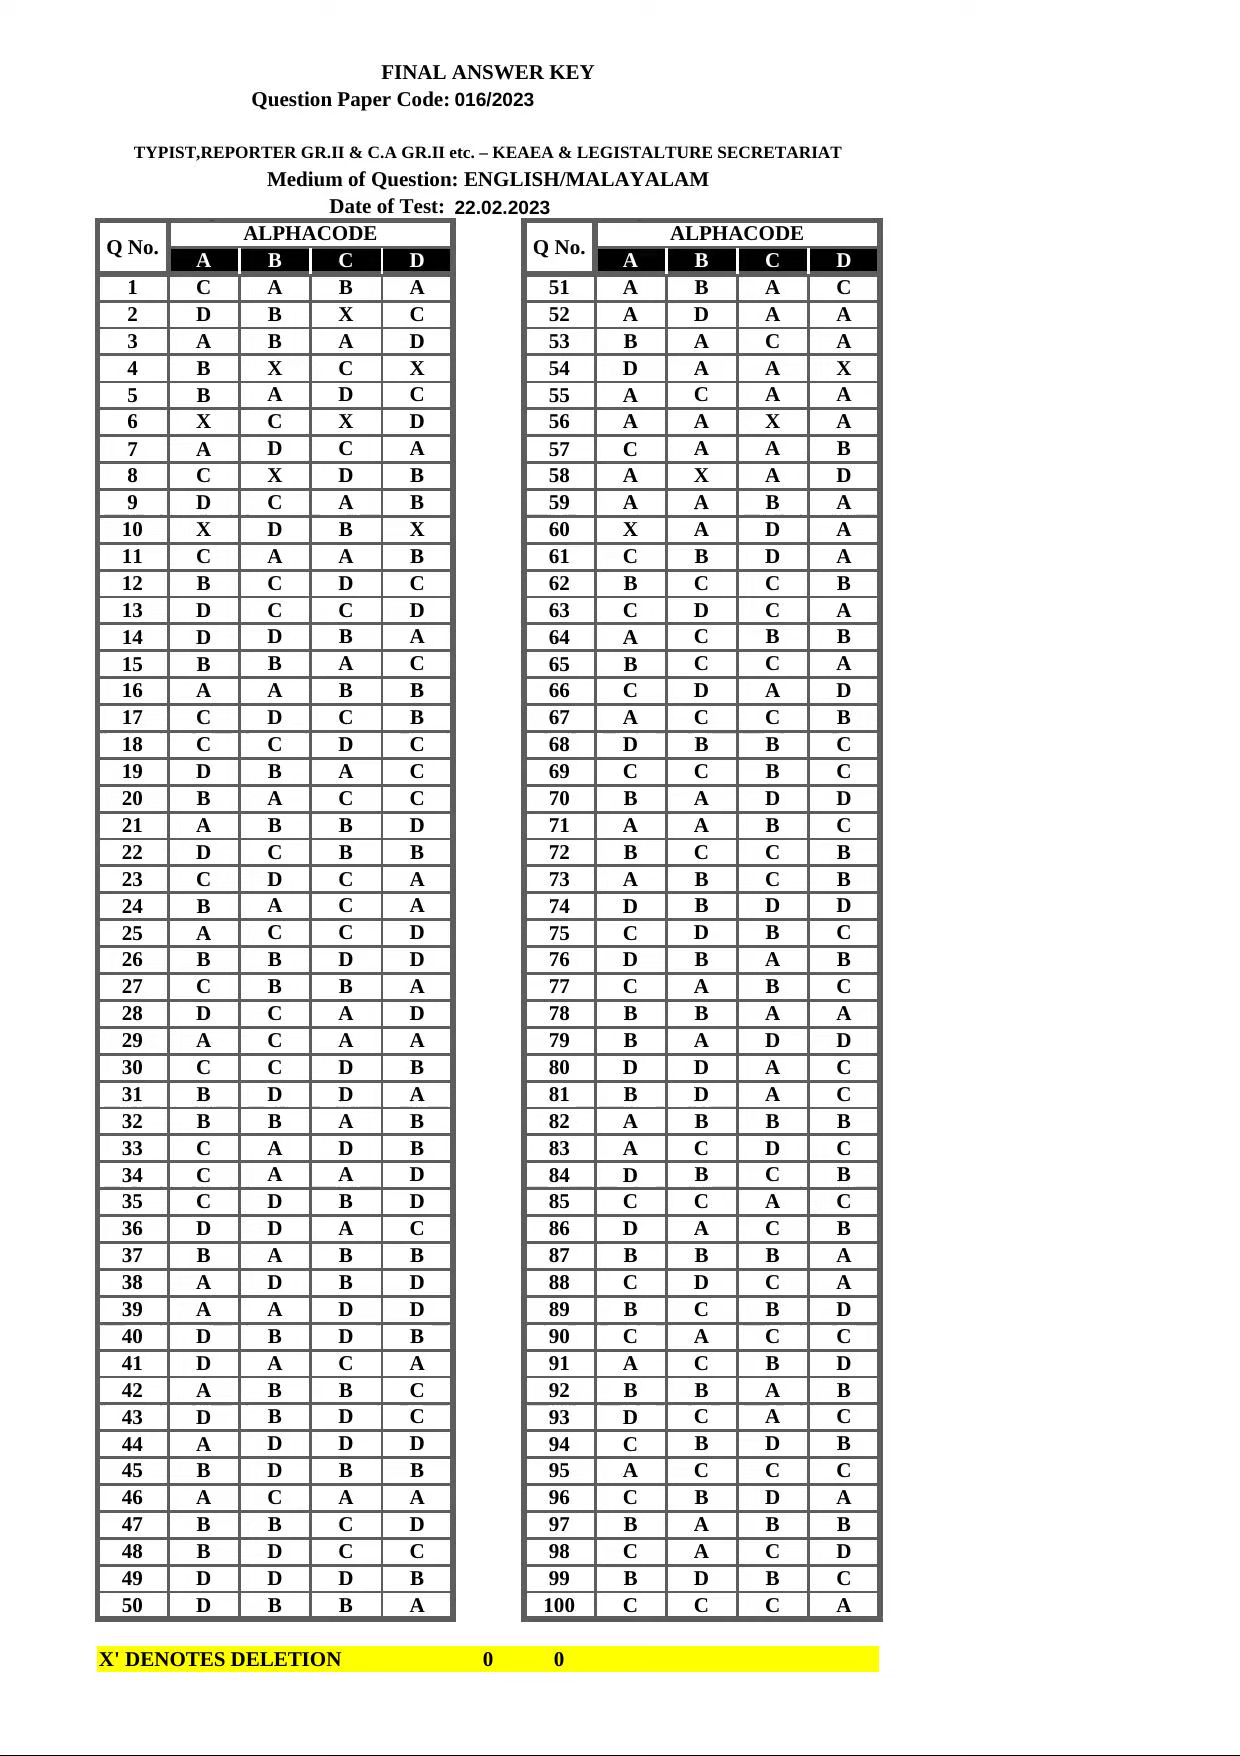 FINAL ANSWER KEY
Question Paper Code: 016/2023
TYPIST,REPORTER GR.II & C.A GR.II etc. – KEAEA & LEGISTALTURE SECRETARIAT
Medium of Question: ENGLISH/MALAYALAM
Date of Test: 22.02.2023
Q No. ALPHACODE Q No. ALPHACODE
A B C D A B C D
1 C A B A 51 A B A C
2 D B X C 52 A D A A
3 A B A D 53 B A C A
4 B X C X 54 D A A X
5 B A D C 55 A C A A
6 X C X D 56 A A X A
7 A D C A 57 C A A B
8 C X D B 58 A X A D
9 D C A B 59 A A B A
10 X D B X 60 X A D A
11 C A A B 61 C B D A
12 B C D C 62 B C C B
13 D C C D 63 C D C A
14 D D B A 64 A C B B
15 B B A C 65 B C C A
16 A A B B 66 C D A D
17 C D C B 67 A C C B
18 C C D C 68 D B B C
19 D B A C 69 C C B C
20 B A C C 70 B A D D
21 A B B D 71 A A B C
22 D C B B 72 B C C B
23 C D C A 73 A B C B
24 B A C A 74 D B D D
25 A C C D 75 C D B C
26 B B D D 76 D B A B
27 C B B A 77 C A B C
28 D C A D 78 B B A A
29 A C A A 79 B A D D
30 C C D B 80 D D A C
31 B D D A 81 B D A C
32 B B A B 82 A B B B
33 C A D B 83 A C D C
34 C A A D 84 D B C B
35 C D B D 85 C C A C
36 D D A C 86 D A C B
37 B A B B 87 B B B A
38 A D B D 88 C D C A
39 A A D D 89 B C B D
40 D B D B 90 C A C C
41 D A C A 91 A C B D
42 A B B C 92 B B A B
43 D B D C 93 D C A C
44 A D D D 94 C B D B
45 B D B B 95 A C C C
46 A C A A 96 C B D A
47 B B C D 97 B A B B
48 B D C C 98 C A C D
49 D D D B 99 B D B C
50 D B B A 100 C C C A
X' DENOTES DELETION 0 0